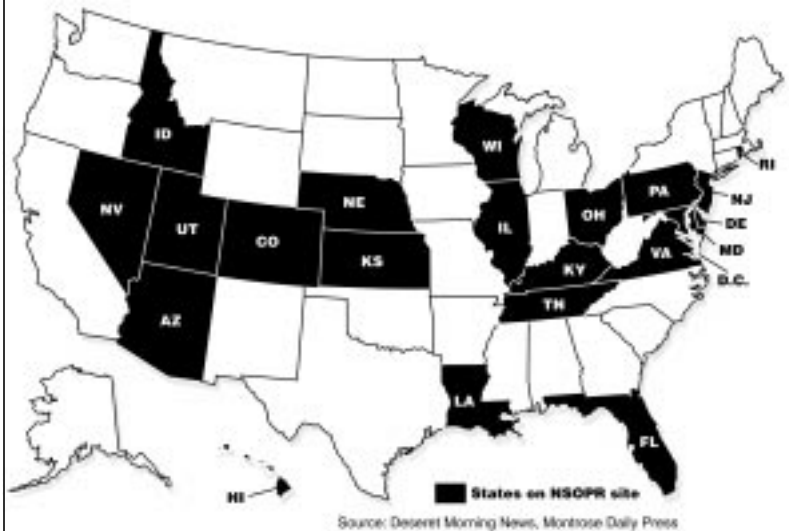 ID
WI
RI
NV
NE
PA
NJ
UT
CO
IL
OH
DE
KS
VA
MD
KY
D.C.
AZ
TN
LA
FL
HI
States on NSOPR site
Source: Deseret Morning News, Montrose Daily Press